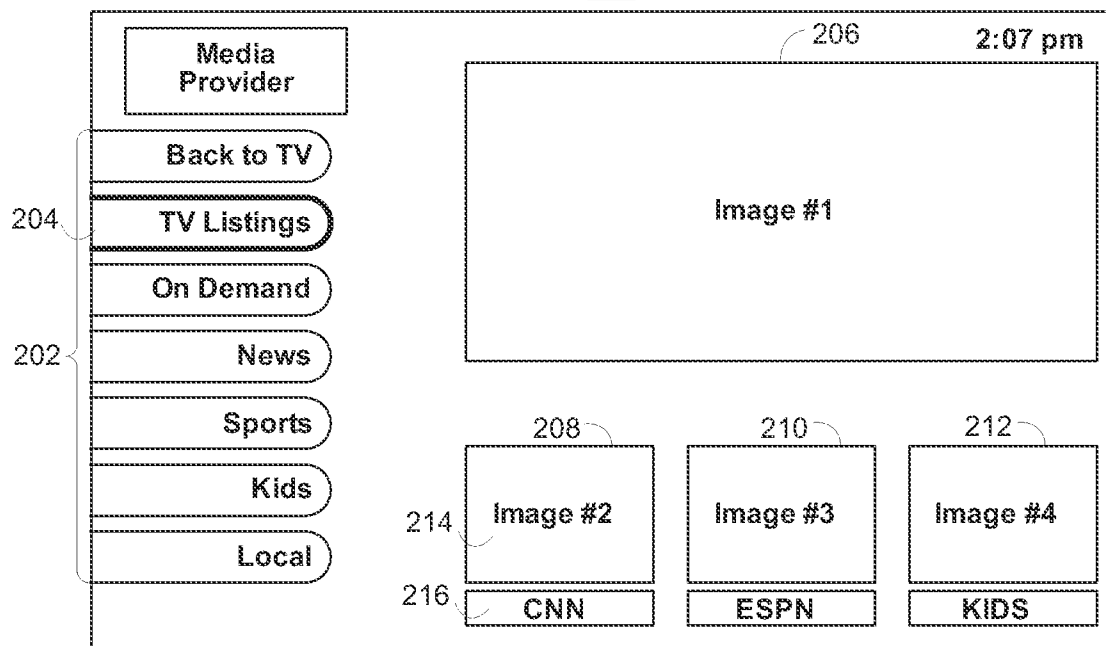 206
2:07 pm
Media
Provider
Back to TV
204
TV Listings
Image #1
On Demand
202
News
Sports
208
210
212
Kids
214
Image #2
Image #3
Image #4
Local
216
CNN
ESPN
KIDS